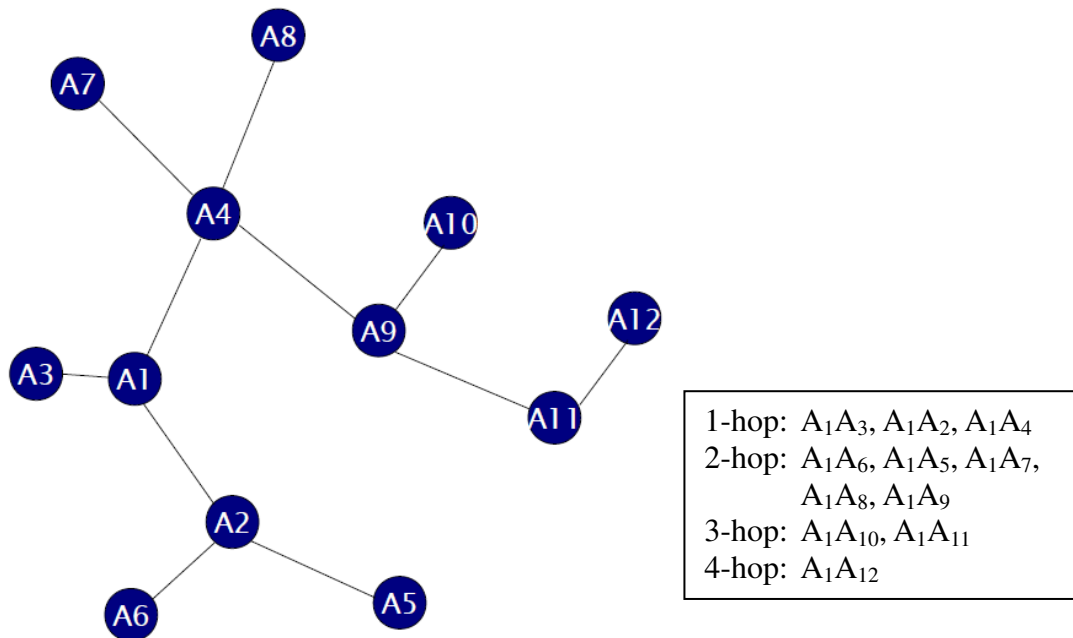 A8
A7
A4
A10
A9
A12
A3
A1
A11
A2
A6
A5
1-hop: A₁A₃, A₁A₂, A₁A₄
2-hop: A₁A₆, A₁A₅, A₁A₇,
A₁A₈, A₁A₉
3-hop: A₁A₁₀, A₁A₁₁
4-hop: A₁A₁₂